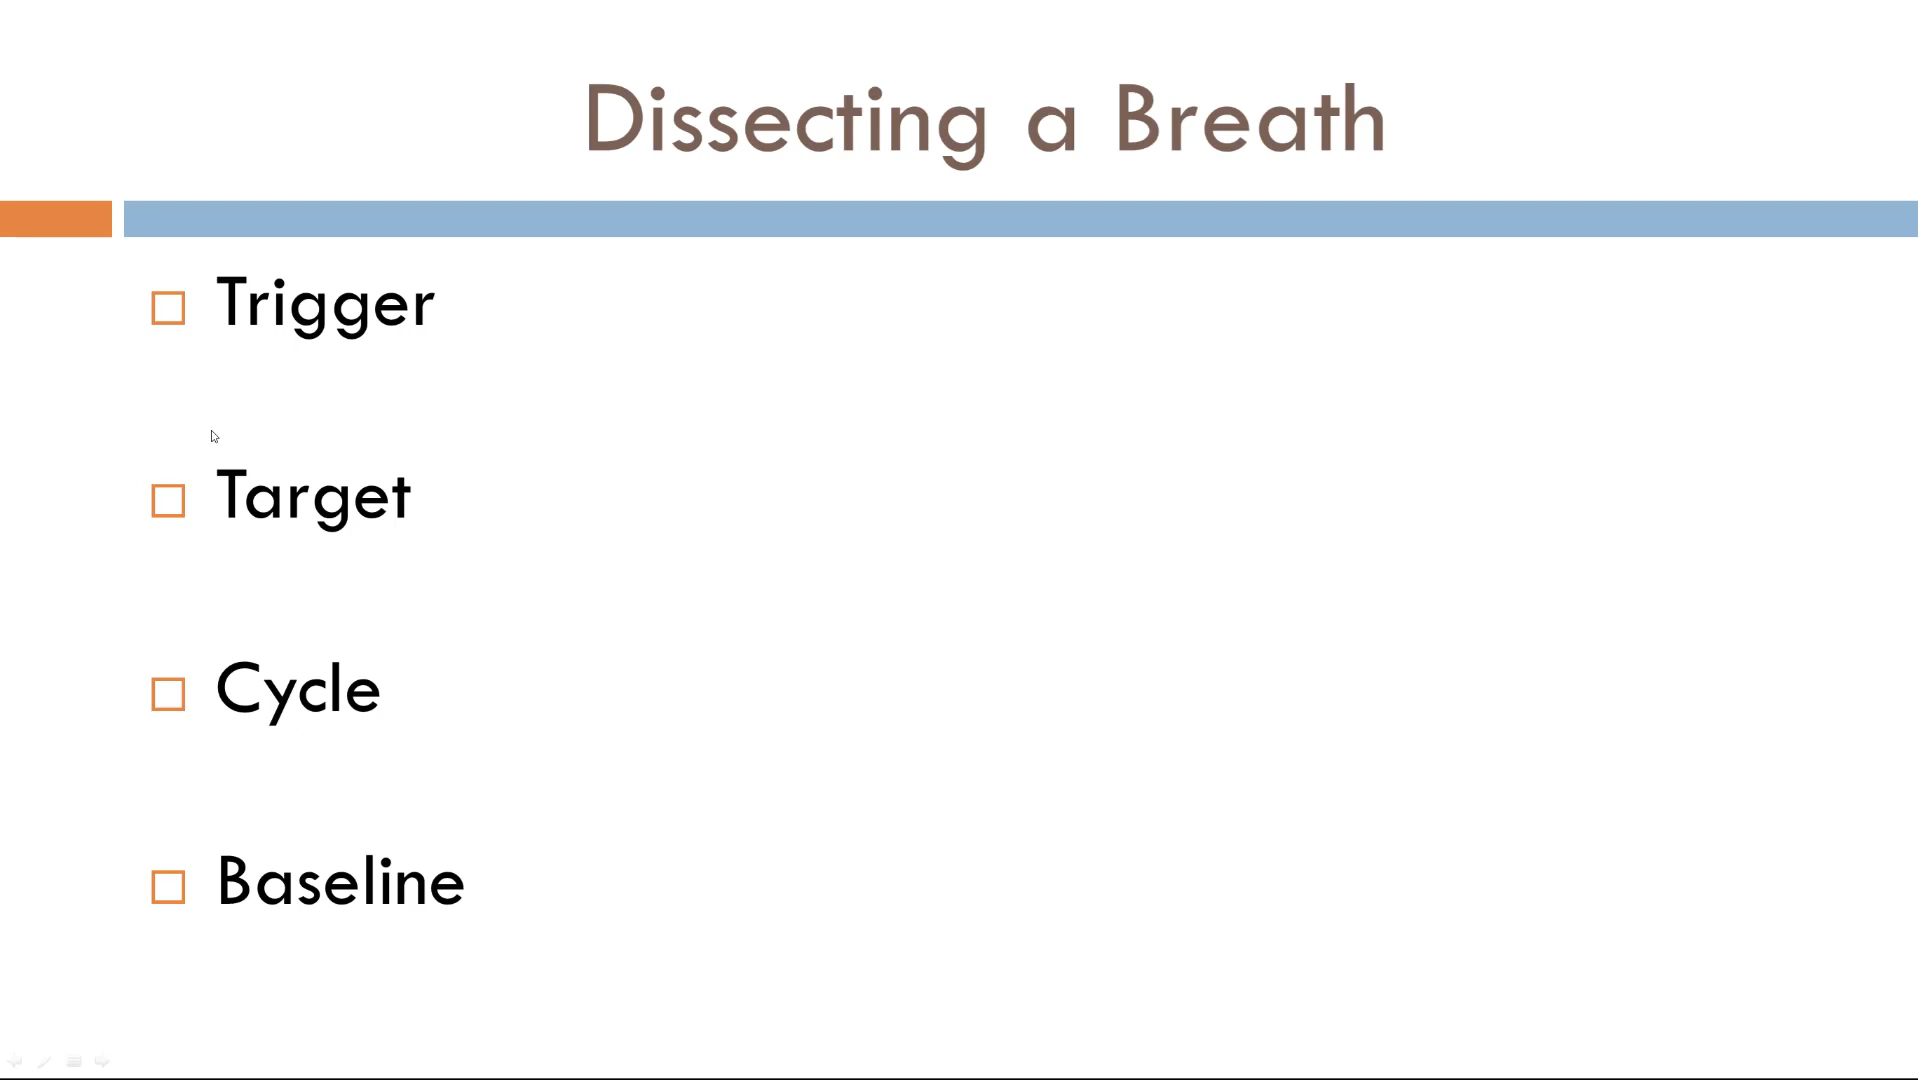 Dissecting a Breath
Trigger
Target
Cycle
Baseline